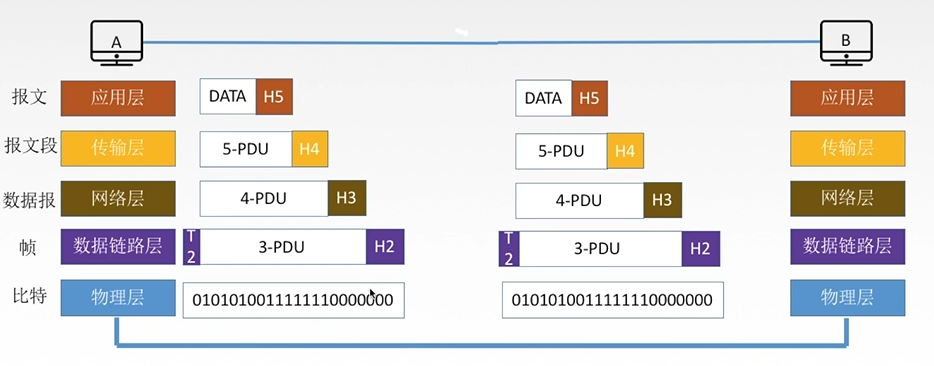 A
B
报文
应用层
DATA
H5
DATA
H5
应用层
报文段
传输层
5-PDU
H4
5-PDU
H4
传输层
数据报
网络层
4-PDU
H3
4-PDU
H3
网络层
帧
数据链路层
T2
3-PDU
H2
T2
3-PDU
H2
数据链路层
比特
物理层
0101010011111110000000
0101010011111110000000
物理层